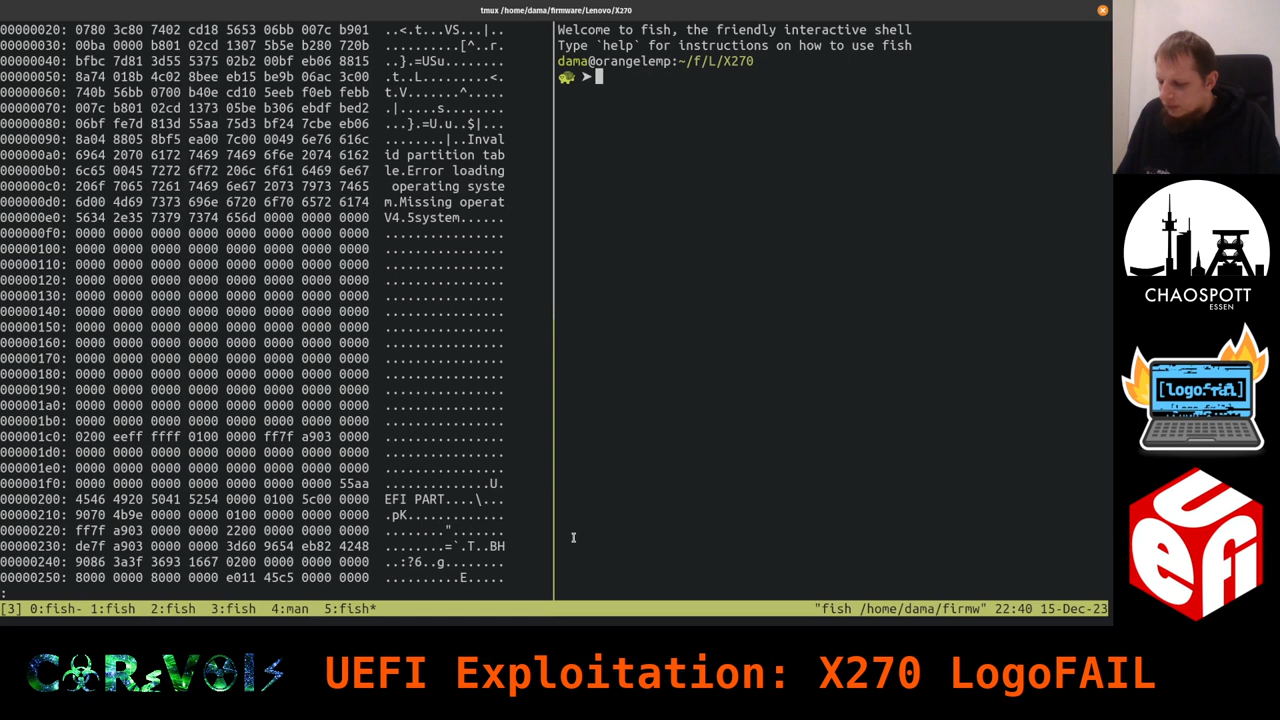 tmux /home/dama/firmware/Lenovo/X270
00000020: 0780 3c80 7402 cd18 5653 06bb 007c b901  ..<.t...VS...|..
00000030: 00ba 0000 b801 02cd 1307 5b5e b280 720b  ..........[^..r.
00000040: bfbc 7d81 3d55 5375 02b2 00bf eb06 8815  ..}.=USu........
00000050: 8a74 018b 4c02 8bee eb15 be9b 06ac 3c00  .t..L.........<.
00000060: 740b 56bb 0700 b40e cd10 5eeb f0eb febb  t.V.......^.....
00000070: 007c b801 02cd 1373 05be b306 ebdf bed2  .|.....s........
00000080: 06bf fe7d 813d 55aa 75d3 bf24 7cbe eb06  ...}.=U.u..$|...
00000090: 8a04 8805 8bf5 ea00 7c00 0049 6e76 616c  ........|..Inval
000000a0: 6964 2070 6172 7469 7469 6f6e 2074 6162  id partition tab
000000b0: 6c65 0045 7272 6f72 206c 6f61 6469 6e67  le.Error loading
000000c0: 206f 7065 7261 7469 6e67 2073 7973 7465   operating syste
000000d0: 6d00 4d69 7373 696e 6720 6f70 6572 6174  m.Missing operat
000000e0: 5634 2e35 7379 7374 656d 0000 0000 0000  V4.5system......
000000f0: 0000 0000 0000 0000 0000 0000 0000 0000  ................
00000100: 0000 0000 0000 0000 0000 0000 0000 0000  ................
00000110: 0000 0000 0000 0000 0000 0000 0000 0000  ................
00000120: 0000 0000 0000 0000 0000 0000 0000 0000  ................
00000130: 0000 0000 0000 0000 0000 0000 0000 0000  ................
00000140: 0000 0000 0000 0000 0000 0000 0000 0000  ................
00000150: 0000 0000 0000 0000 0000 0000 0000 0000  ................
00000160: 0000 0000 0000 0000 0000 0000 0000 0000  ................
00000170: 0000 0000 0000 0000 0000 0000 0000 0000  ................
00000180: 0000 0000 0000 0000 0000 0000 0000 0000  ................
00000190: 0000 0000 0000 0000 0000 0000 0000 0000  ................
000001a0: 0000 0000 0000 0000 0000 0000 0000 0000  ................
000001b0: 0000 0000 0000 0000 0000 0000 0000 0000  ................
000001c0: 0200 eeff ffff 0100 0000 ff7f a903 0000  ................
000001d0: 0000 0000 0000 0000 0000 0000 0000 0000  ................
000001e0: 0000 0000 0000 0000 0000 0000 0000 0000  ................
000001f0: 0000 0000 0000 0000 0000 0000 0000 55aa  ..............U.
00000200: 4546 4920 5041 5254 0000 0100 5c00 0000  EFI PART....\...
00000210: 9070 4b9e 0000 0000 0100 0000 0000 0000  .pK.............
00000220: ff7f a903 0000 0000 2200 0000 0000 0000  ........".......
00000230: de7f a903 0000 0000 3d60 9654 eb82 4248  ........=`.T..BH
00000240: 9086 3a3f 3693 1667 0200 0000 0000 0000  ..:?6..g........
00000250: 8000 0000 8000 0000 e011 45c5 0000 0000  ..........E.....
:
Welcome to fish, the friendly interactive shell
Type `help` for instructions on how to use fish
dama@orangelemp:~/f/L/X270
🐢 ➤
[3] 0:fish- 1:fish  2:fish  3:fish  4:man  5:fish*
"fish /home/dama/firmw" 22:40 15-Dec-23
CHAOSPOTT
ESSEN
[logofail]
UEFI
UEFI Exploitation: X270 LogoFAIL